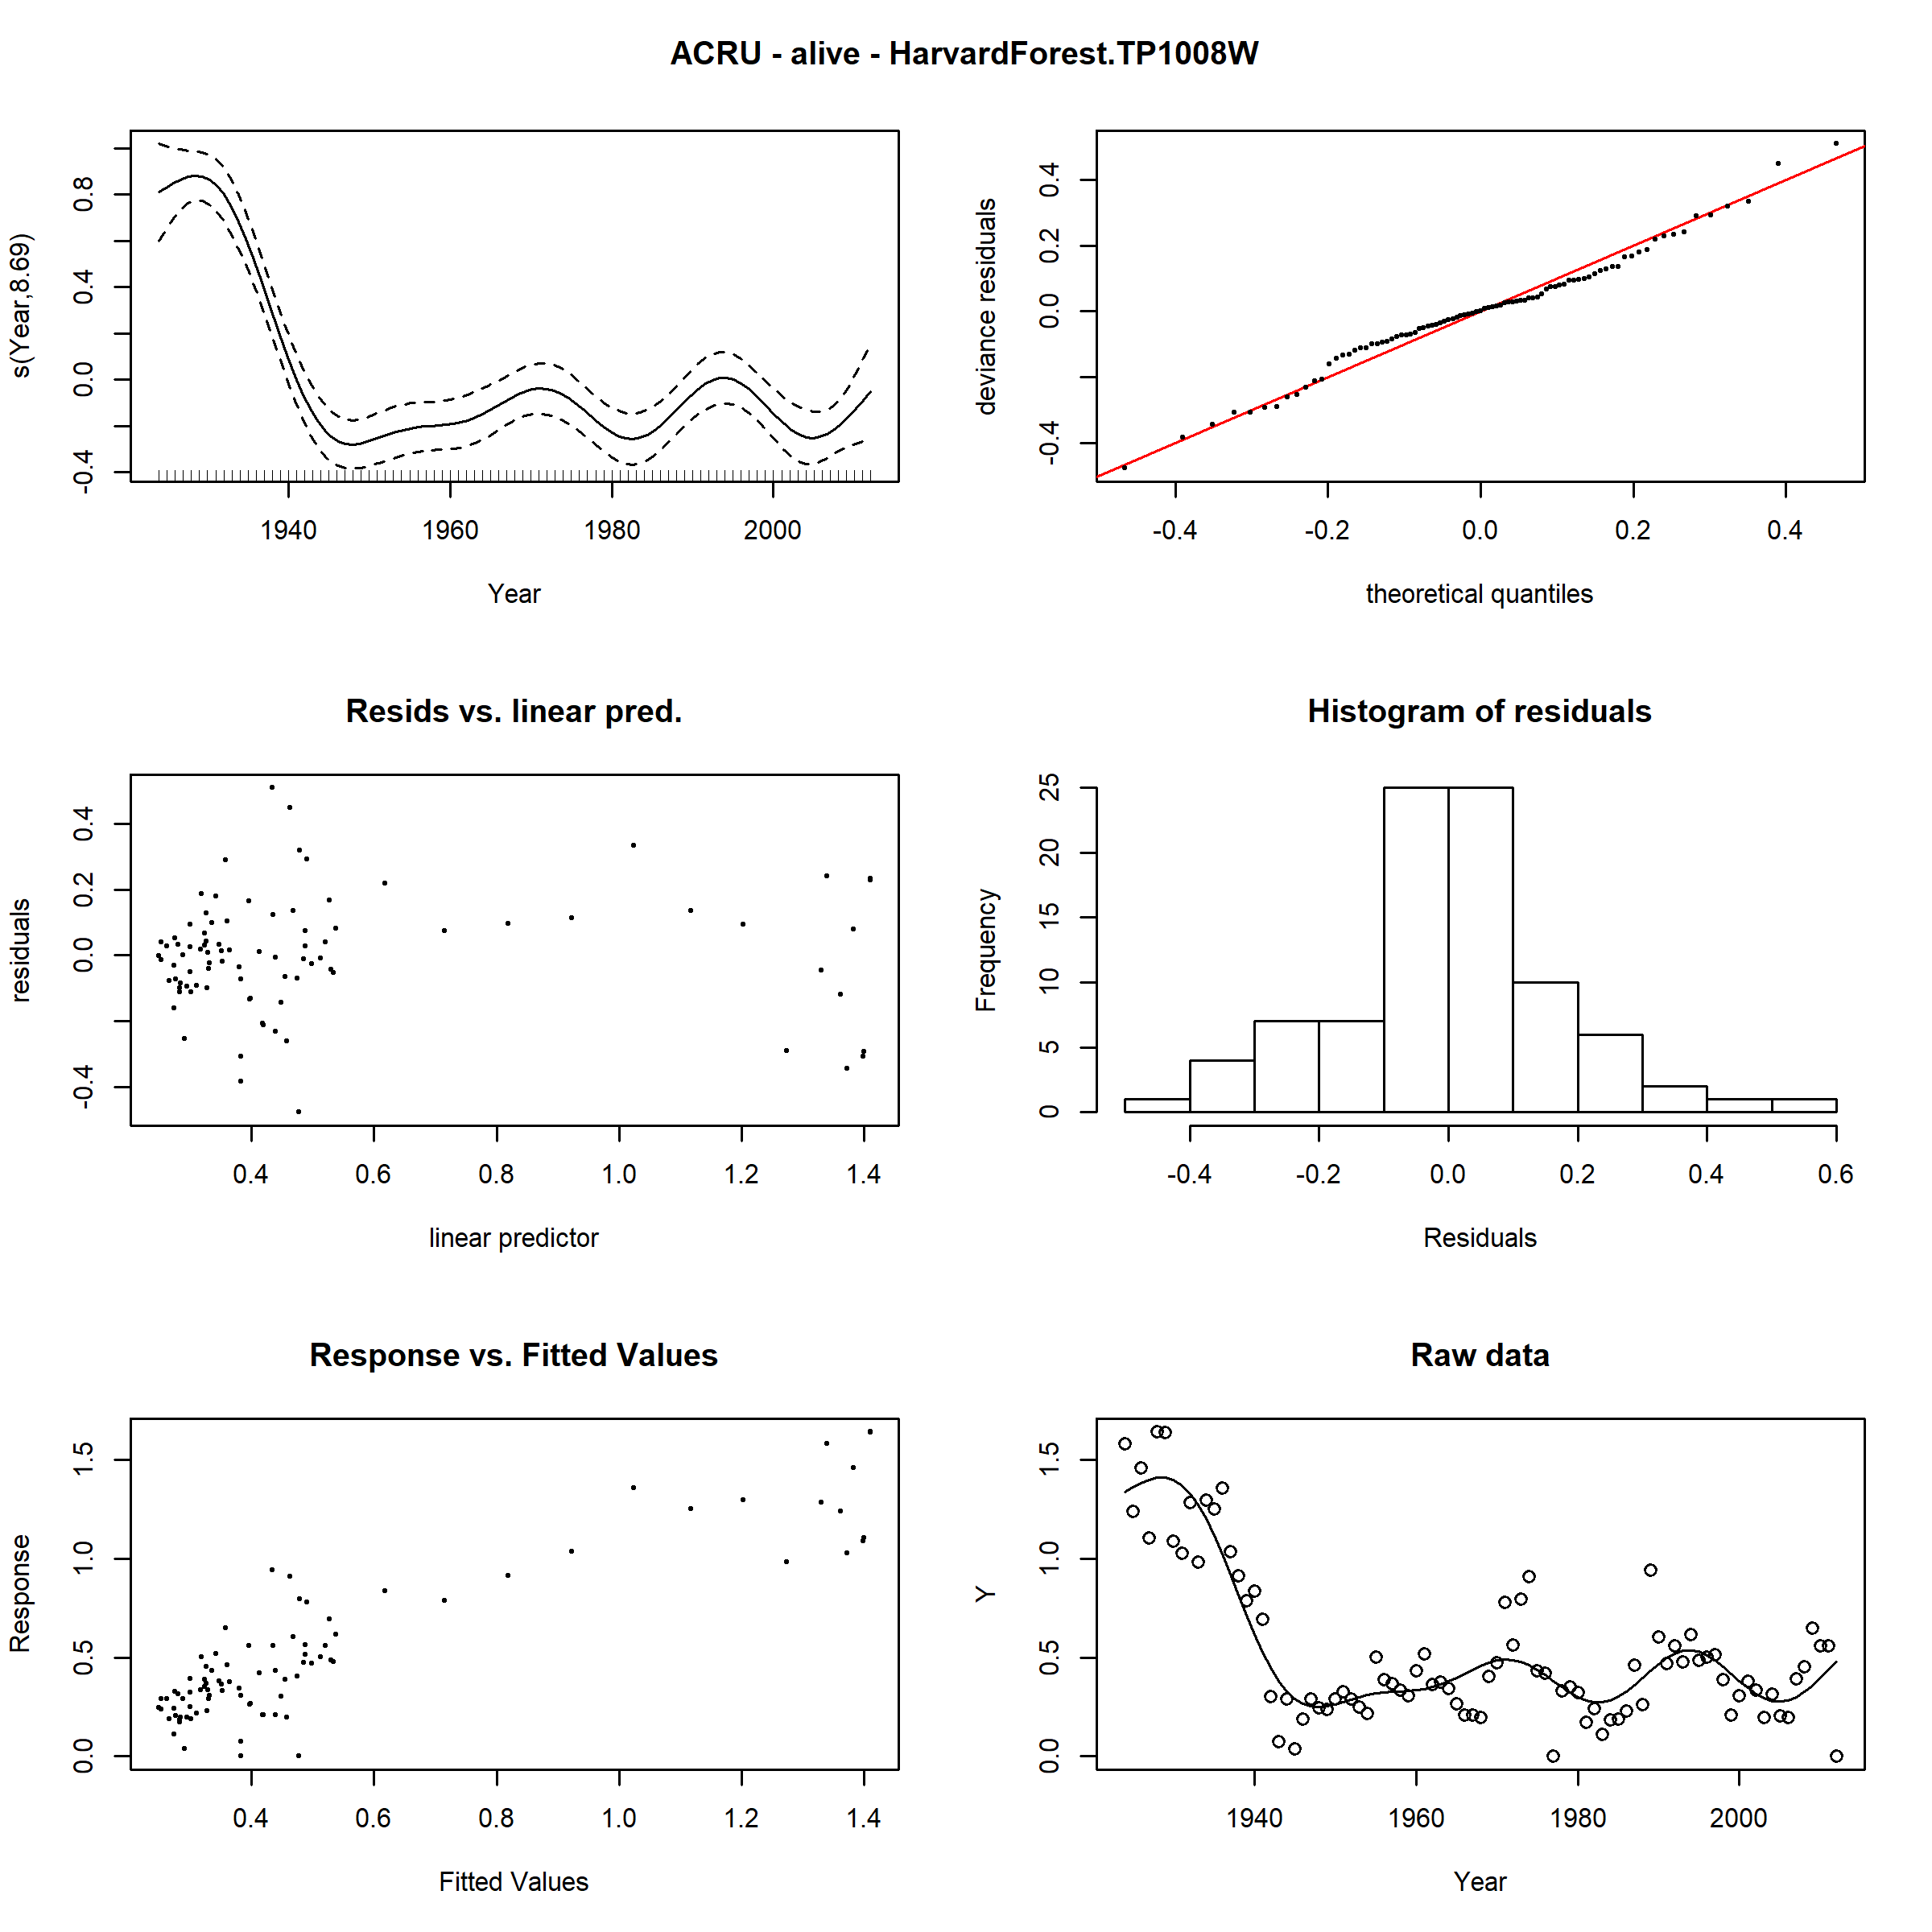 ACRU - alive - HarvardForest.TP1008W
s(Year,8.69)
0.8
0.4
0.0
-0.4
1940 1960 1980 2000
Year
deviance residuals
0.4
0.2
0.0
-0.4
-0.4 -0.2 0.0 0.2 0.4
theoretical quantiles
Resids vs. linear pred.
residuals
0.4
0.2
0.0
-0.4
0.4 0.6 0.8 1.0 1.2 1.4
linear predictor
Histogram of residuals
Frequency
25
20
15
10
5
0
-0.4 -0.2 0.0 0.2 0.4 0.6
Residuals
Response vs. Fitted Values
Response
1.5
1.0
0.5
0.0
0.4 0.6 0.8 1.0 1.2 1.4
Fitted Values
Raw data
Y
1.5
1.0
0.5
0.0
1940 1960 1980 2000
Year